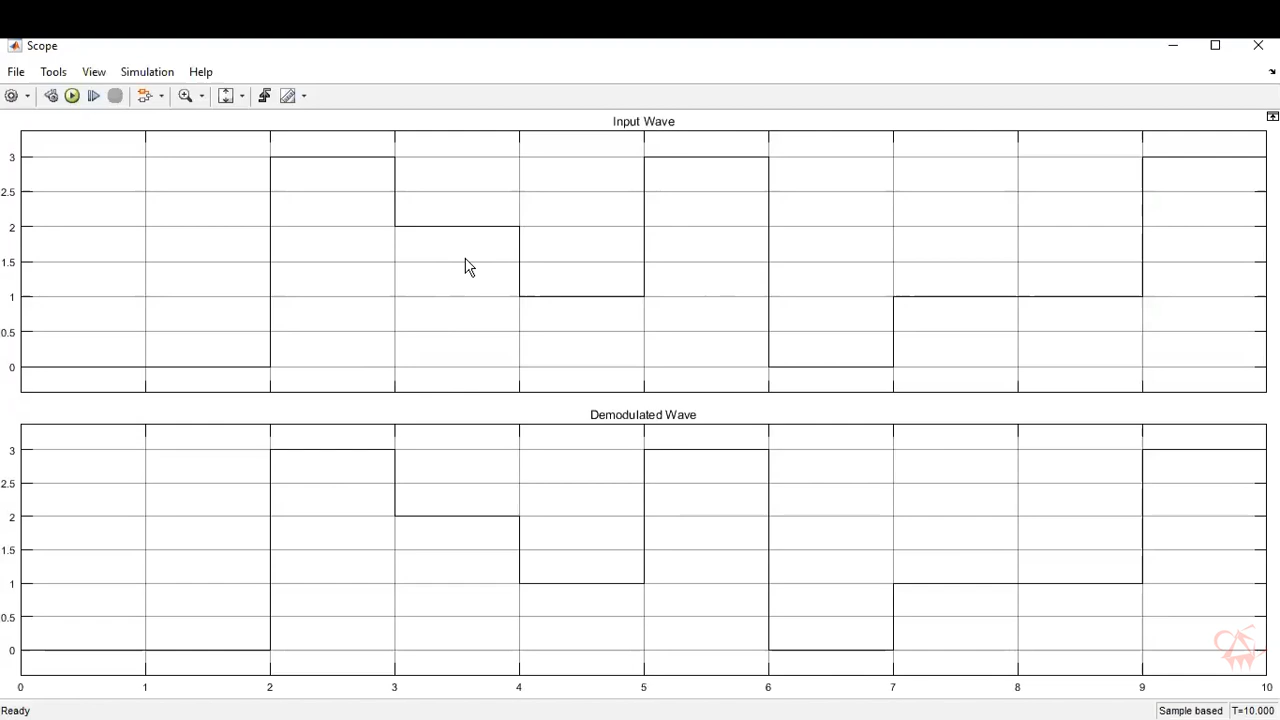 Scope
File Tools View Simulation Help
Input Wave
3
2.5
2
1.5
1
0.5
0
Demodulated Wave
3
2.5
2
1.5
1
0.5
0
0 1 2 3 4 5 6 7 8 9 10
Ready Sample based T=10.000